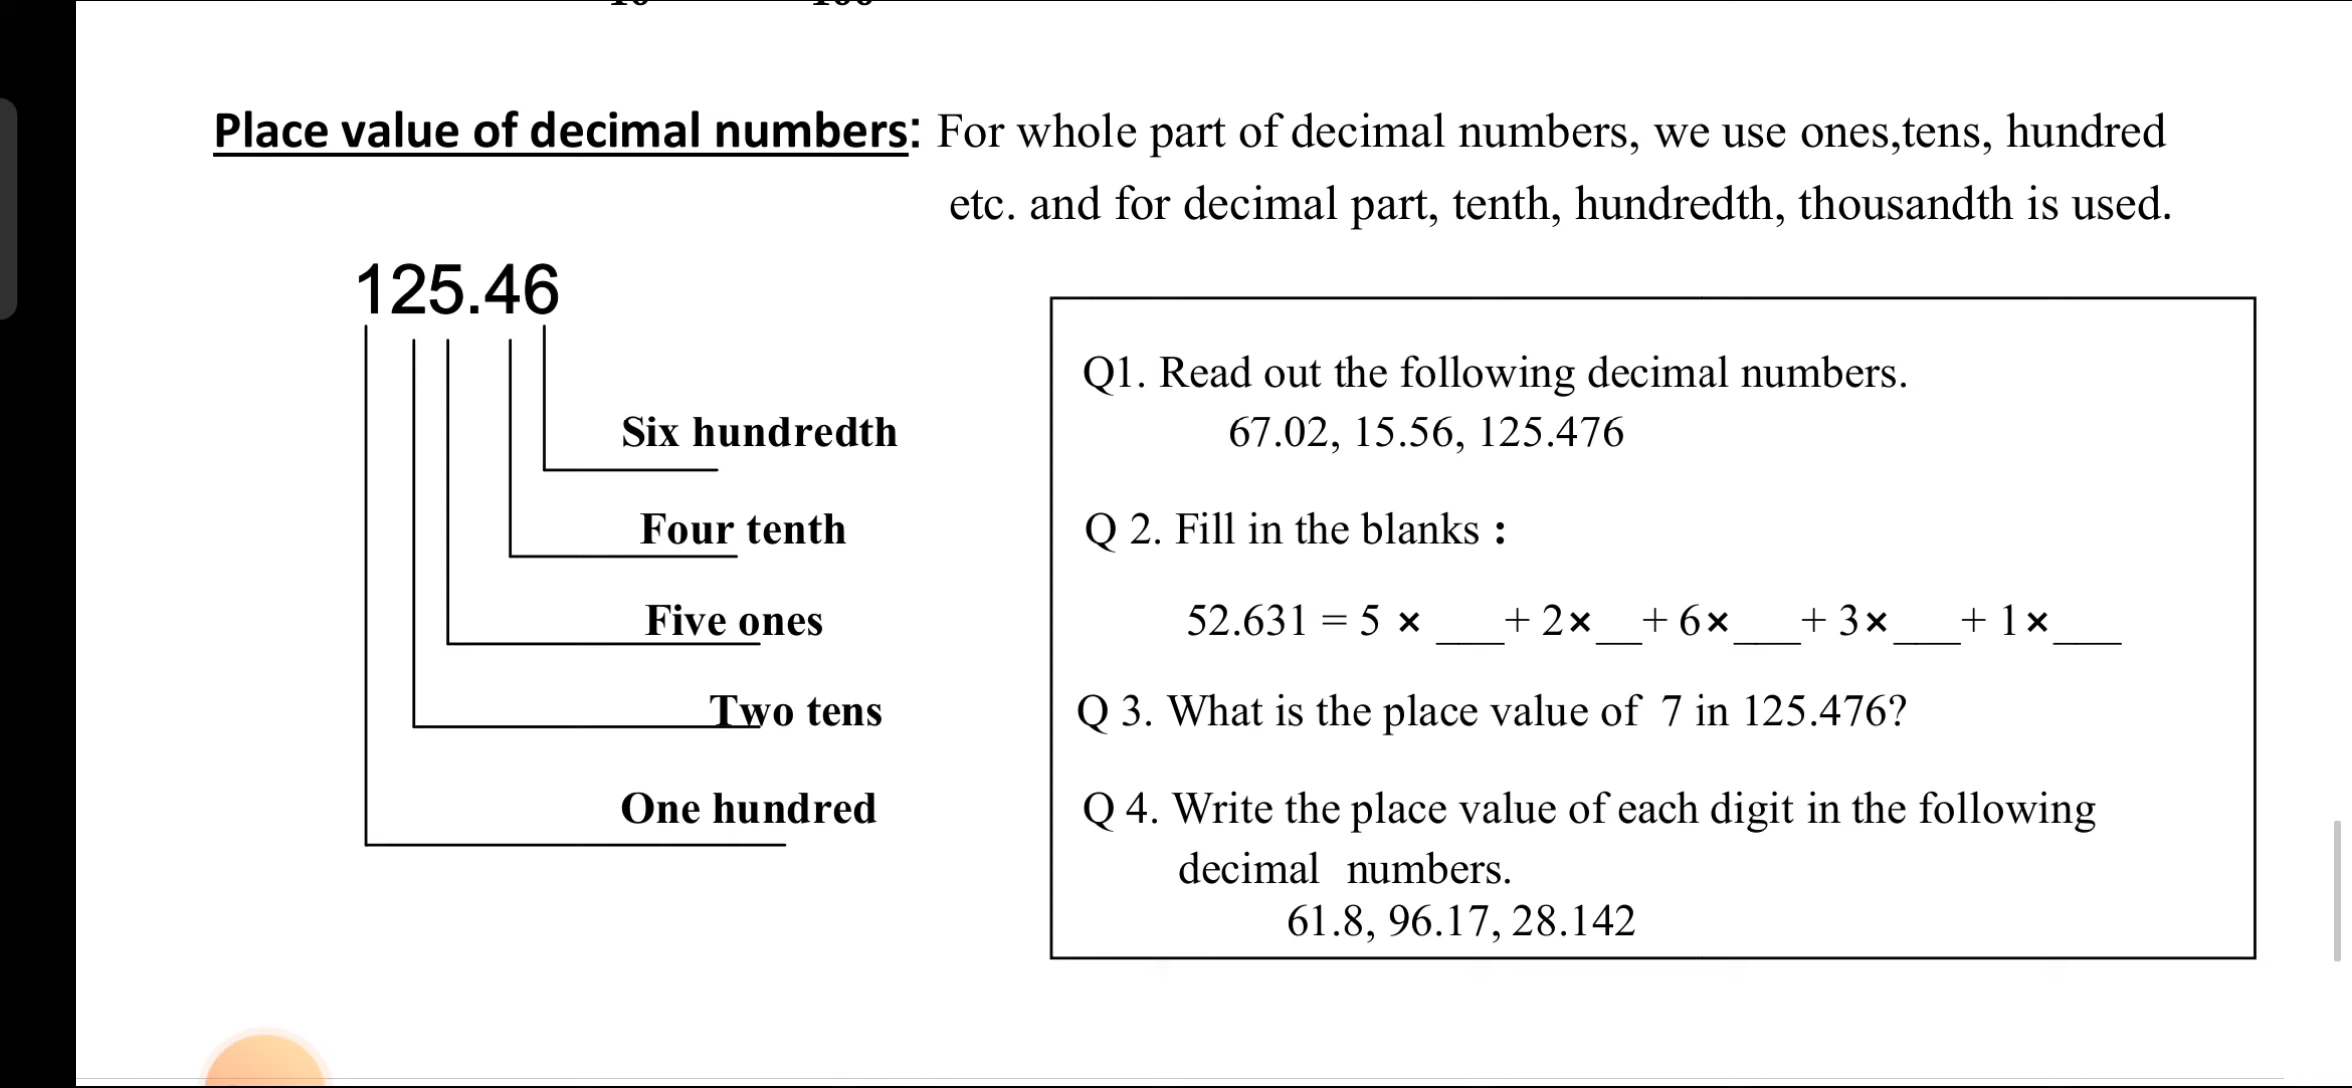 Place value of decimal numbers: For whole part of decimal numbers, we use ones,tens, hundred
etc. and for decimal part, tenth, hundredth, thousandth is used.
125.46
Six hundredth
Four tenth
Five ones
Two tens
One hundred
Q1. Read out the following decimal numbers.
67.02, 15.56, 125.476
Q 2. Fill in the blanks :
52.631 = 5 × ___+ 2×__+ 6×___+ 3×___+ 1×___
Q 3. What is the place value of 7 in 125.476?
Q 4. Write the place value of each digit in the following
decimal numbers.
61.8, 96.17, 28.142